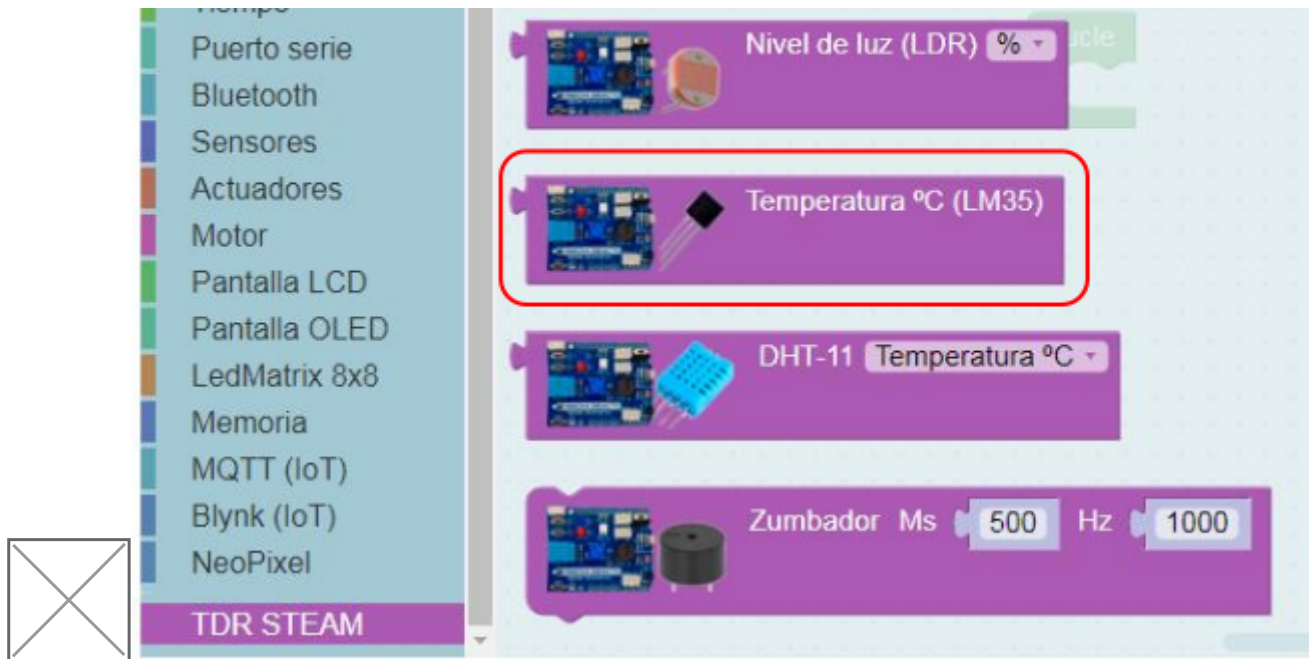 Puerto serie
Bluetooth
Sensores
Actuadores
Motor
Pantalla LCD
Pantalla OLED
LedMatrix 8x8
Memoria
MQTT (IoT)
Blynk (IoT)
NeoPixel
TDR STEAM
Nivel de luz (LDR) %
Temperatura ºC (LM35)
DHT-11 Temperatura ºC
Zumbador Ms 500 Hz 1000